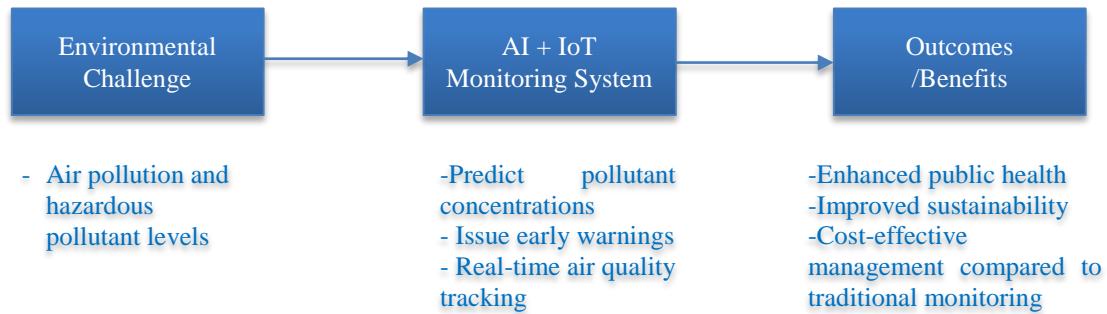 Environmental
Challenge
AI + IoT
Monitoring System
Outcomes
/Benefits
- Air pollution and
hazardous
pollutant levels
-Predict pollutant
concentrations
- Issue early warnings
- Real-time air quality
tracking
-Enhanced public health
-Improved sustainability
-Cost-effective
management compared to
traditional monitoring